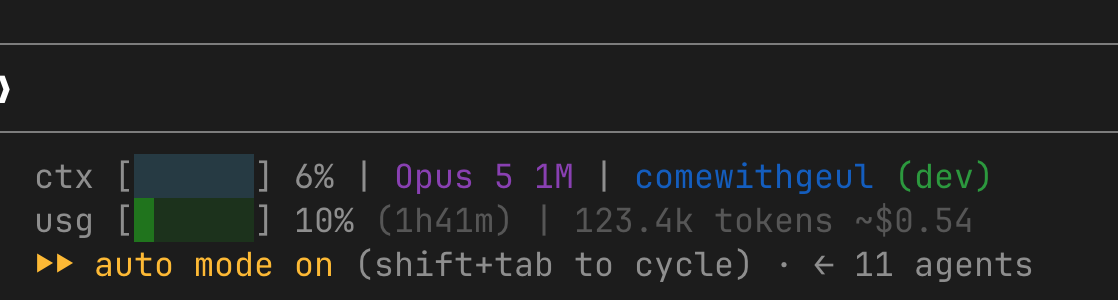 ❯
ctx [      ] 6% | Opus 5 1M | comewithgeul (dev)
usg [      ] 10% (1h41m) | 123.4k tokens ~$0.54
⏵⏵ auto mode on (shift+tab to cycle) · ← 11 agents